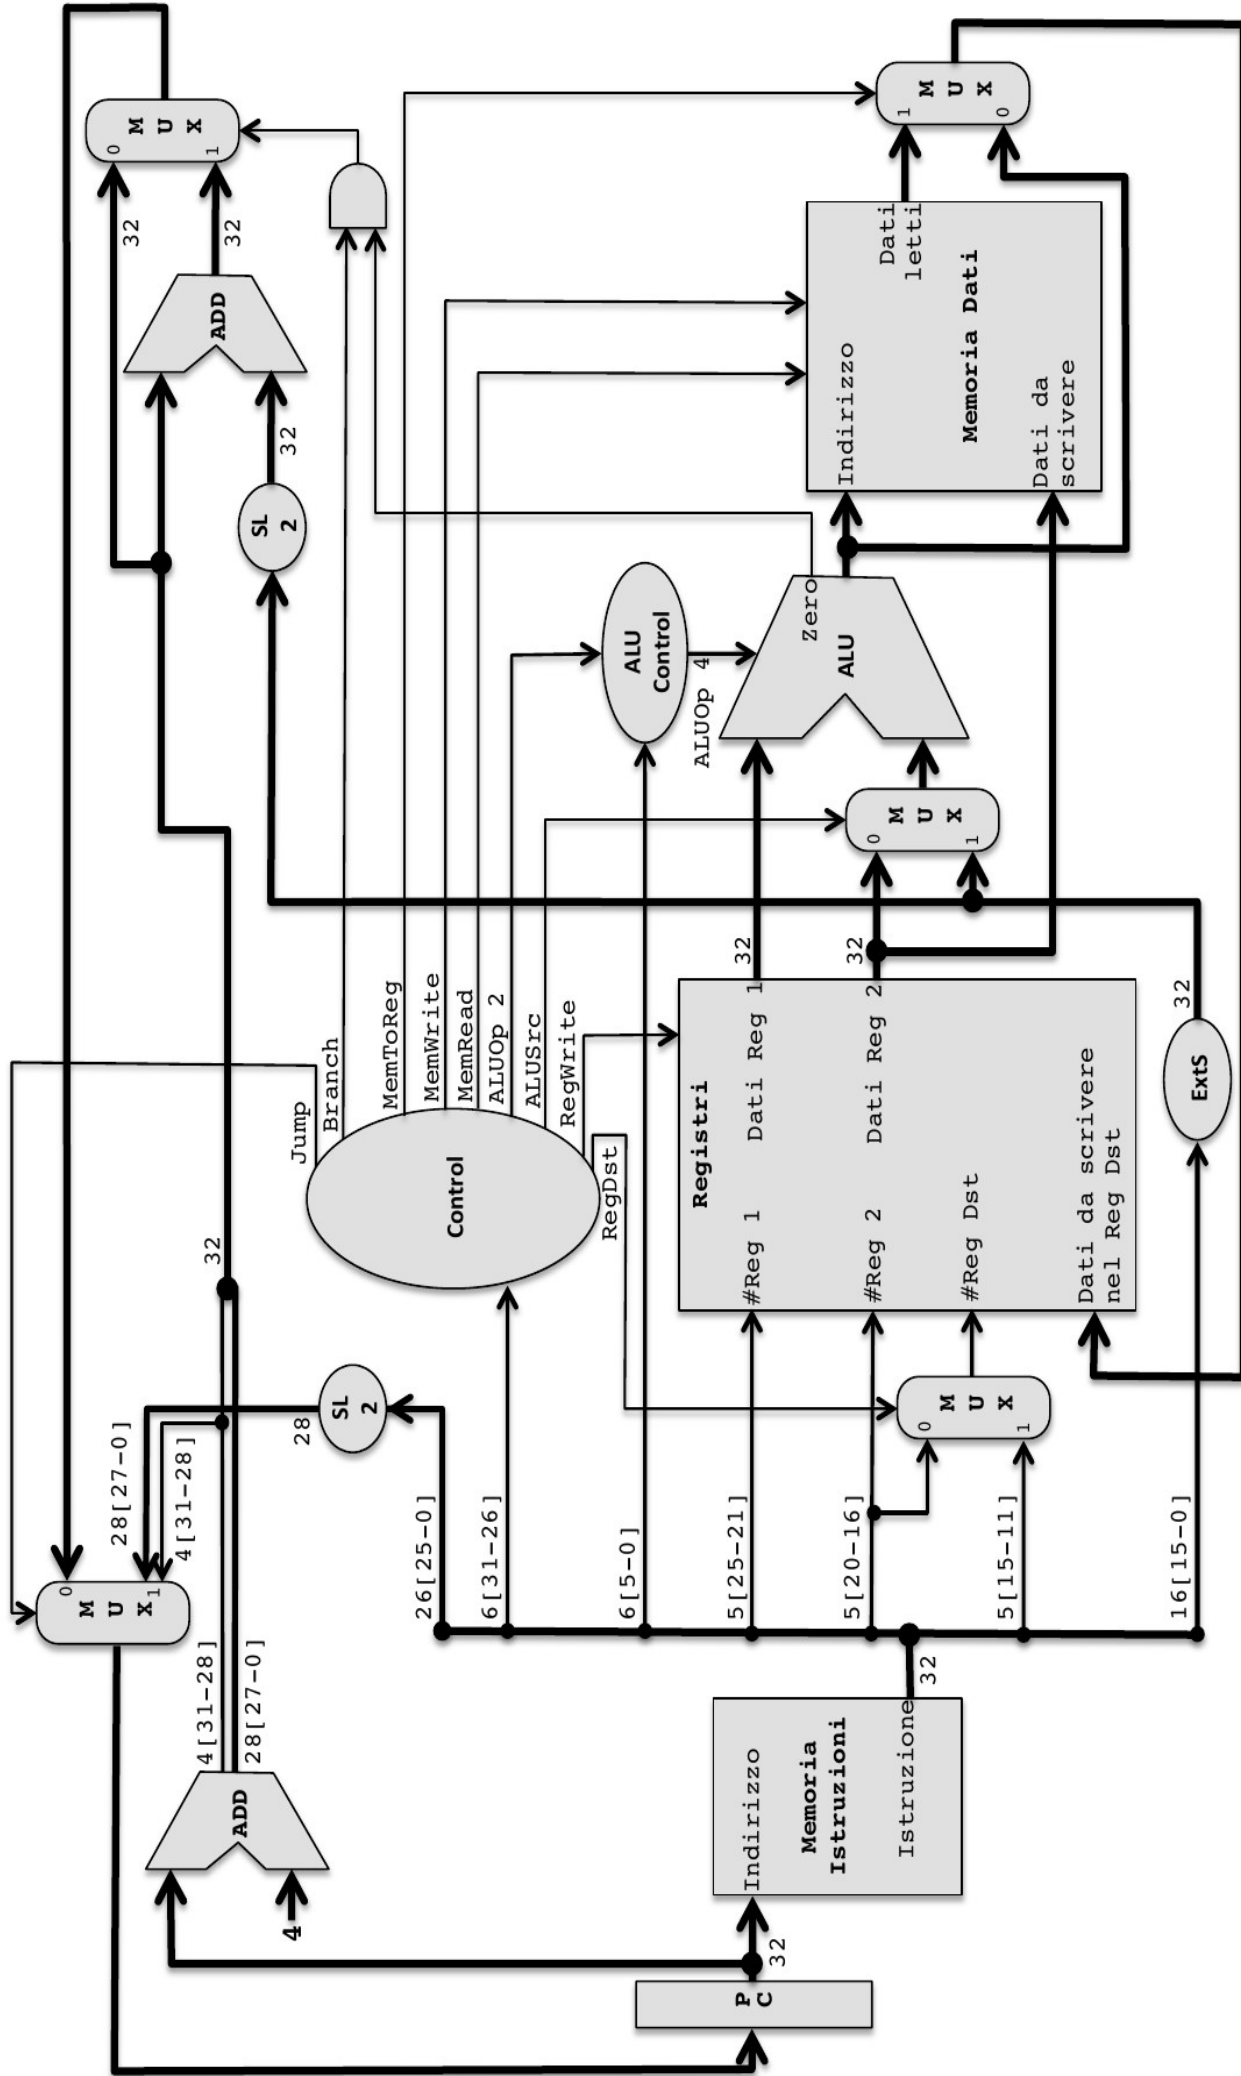 Jump
Branch
MemToReg
MemWrite
MemRead
ALUOp 2
ALUSrc
RegWrite
RegDst
Control
P
C
32
4
ADD
4[31-28]
28[27-0]
Indirizzo
Memoria
Istruzioni
Istruzione
32
M
U
X
0
1
28[27-0]
4[31-28]
28
SL
2
26[25-0]
6[31-26]
6[5-0]
5[25-21]
5[20-16]
5[15-11]
16[15-0]
0
M
U
X
1
32
Registri
#Reg 1
Dati Reg 1
#Reg 2
Dati Reg 2
#Reg Dst
Dati da scrivere
nel Reg Dst
32
32
ExtS
32
0
M
U
X
1
ALU
Control
ALUOp 4
Zero
ALU
SL
2
32
ADD
32
32
0
M
U
X
1
Indirizzo
Dati
letti
Memoria Dati
Dati da
scrivere
1
M
U
X
0